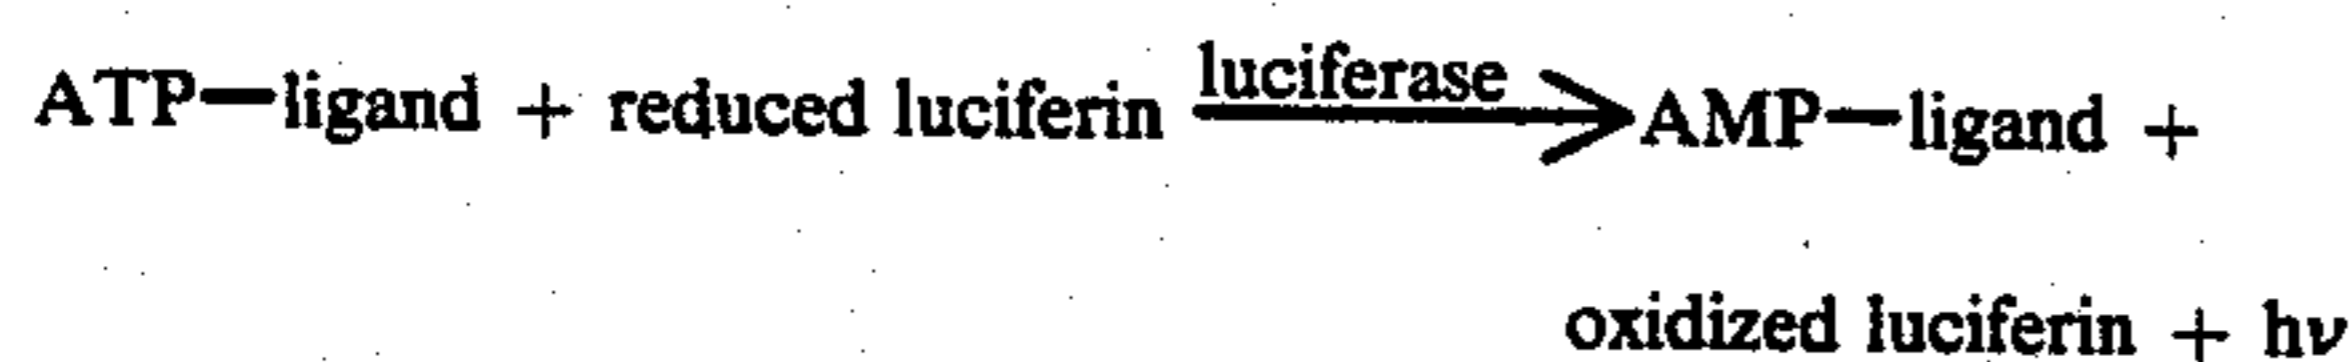 luciferase
ATP—ligand + reduced luciferin → AMP—ligand +
oxidized luciferin + hν